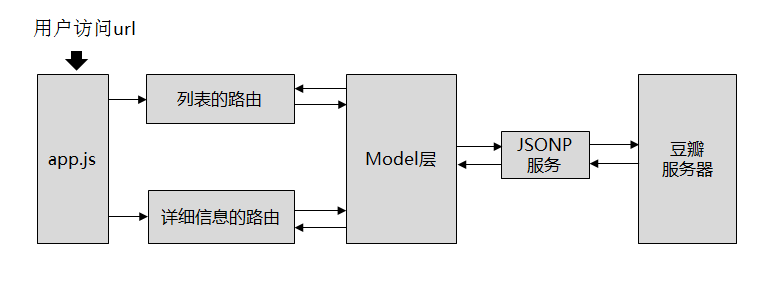 用户访问url
app.js
列表的路由
详细信息的路由
Model层
JSONP
服务
豆瓣
服务器